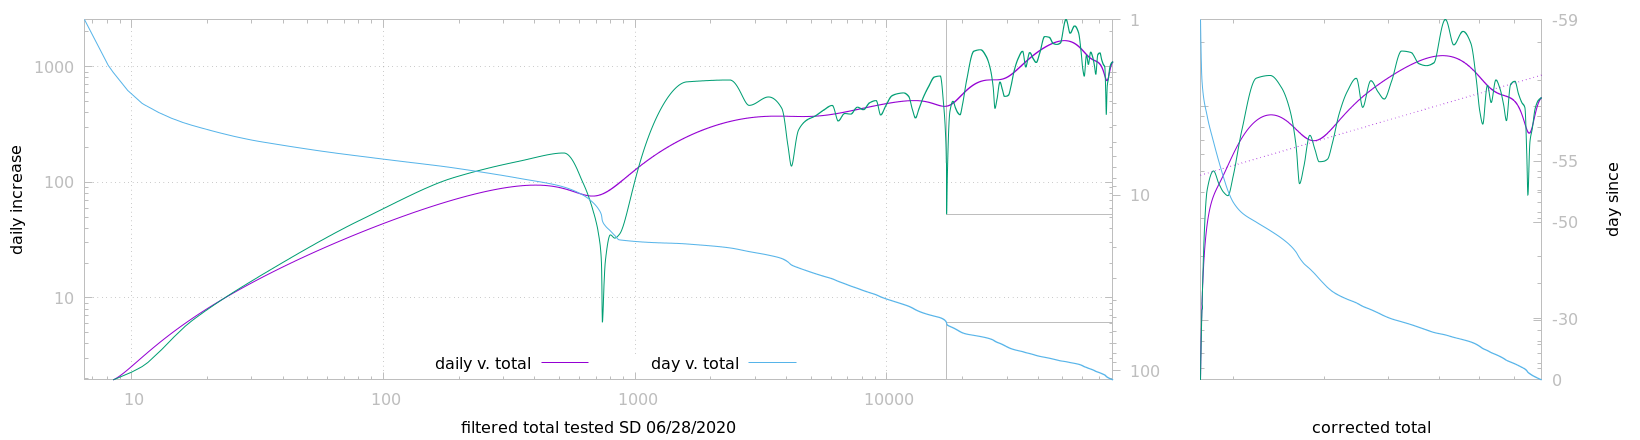 1
-59
1000
daily increase
100
-55
day since
10
-50
10
-30
daily v. total
day v. total
100
0
10
100
1000
10000
filtered total tested SD 06/28/2020
corrected total